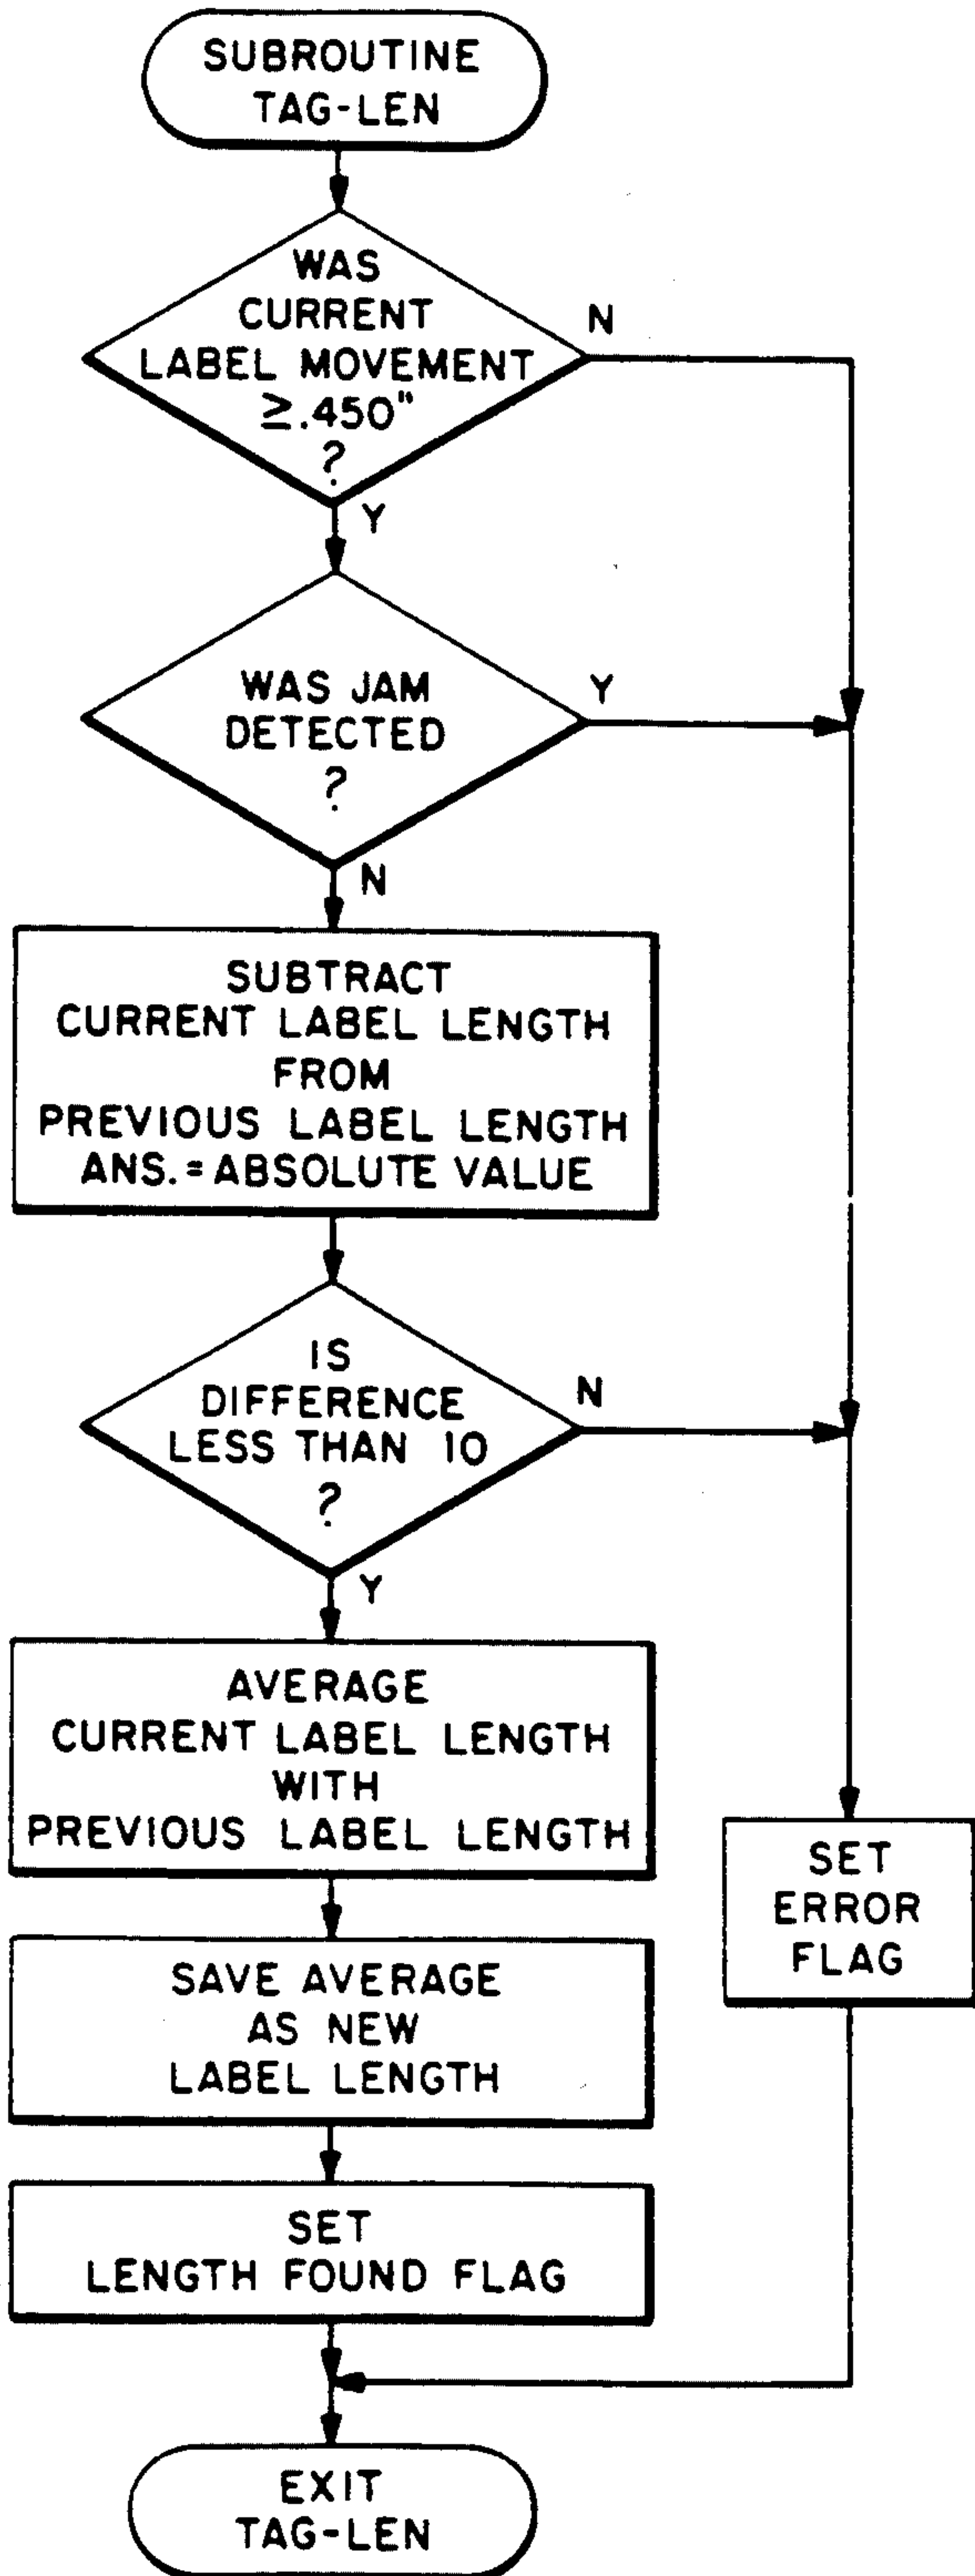 SUBROUTINE
TAG-LEN
WAS
CURRENT
LABEL MOVEMENT
≥.450"
?
N
Y
WAS JAM
DETECTED
?
Y
N
SUBTRACT
CURRENT LABEL LENGTH
FROM
PREVIOUS LABEL LENGTH
ANS.=ABSOLUTE VALUE
IS
DIFFERENCE
LESS THAN 10
?
N
Y
AVERAGE
CURRENT LABEL LENGTH
WITH
PREVIOUS LABEL LENGTH
SET
ERROR
FLAG
SAVE AVERAGE
AS NEW
LABEL LENGTH
SET
LENGTH FOUND FLAG
EXIT
TAG-LEN